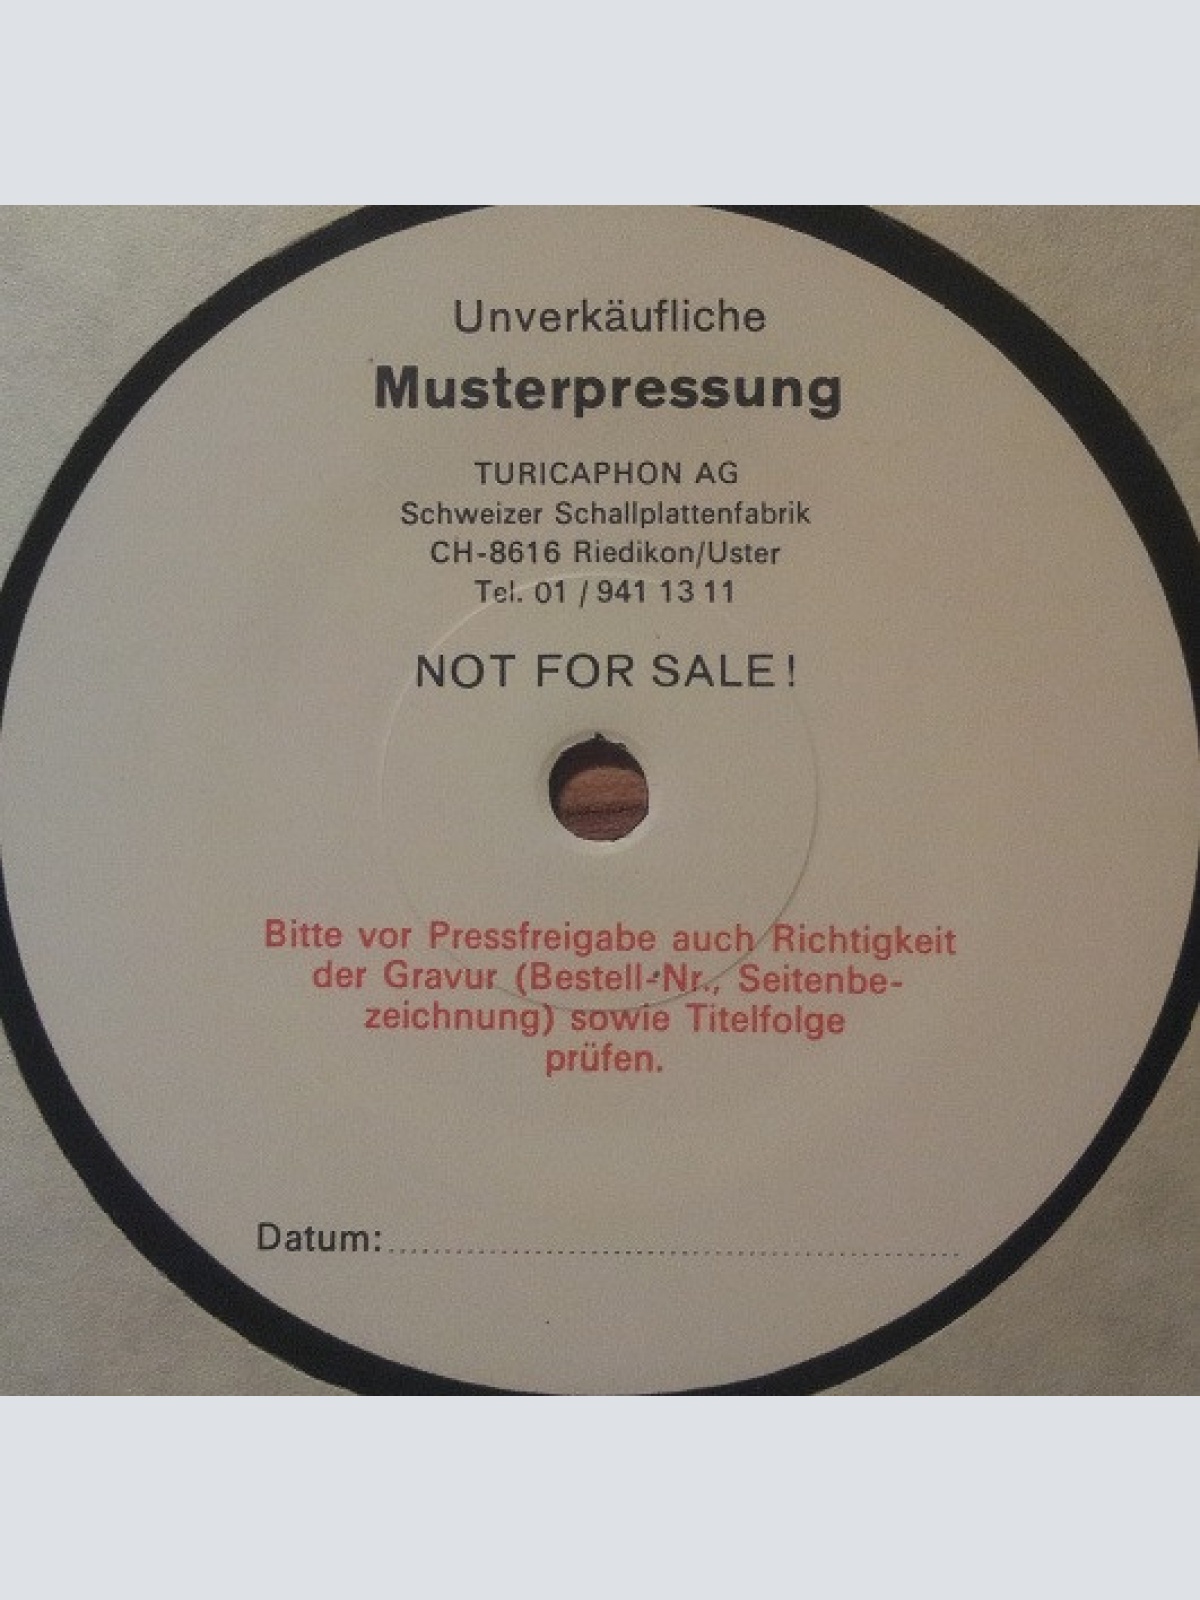 Unverkäufliche
Musterpressung
TURICAPHON AG
Schweizer Schallplattenfabrik
CH-8616 Riedikon/Uster
Tel. 01 / 941 13 11
NOT FOR SALE!
Bitte vor Pressfreigabe auch Richtigkeit
der Gravur (Bestell-Nr., Seitenbe-
zeichnung) sowie Titelfolge
prüfen.
Datum: